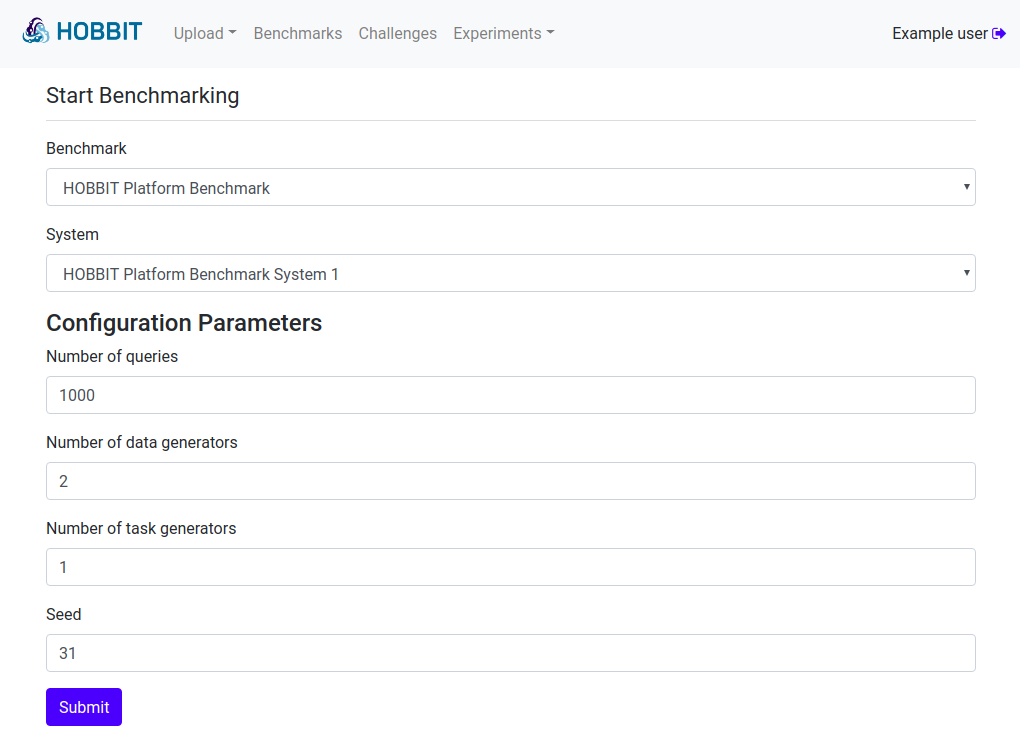 HOBBIT Upload Benchmarks Challenges Experiments Example user
Start Benchmarking
Benchmark
HOBBIT Platform Benchmark
System
HOBBIT Platform Benchmark System 1
Configuration Parameters
Number of queries
1000
Number of data generators
2
Number of task generators
1
Seed
31
Submit